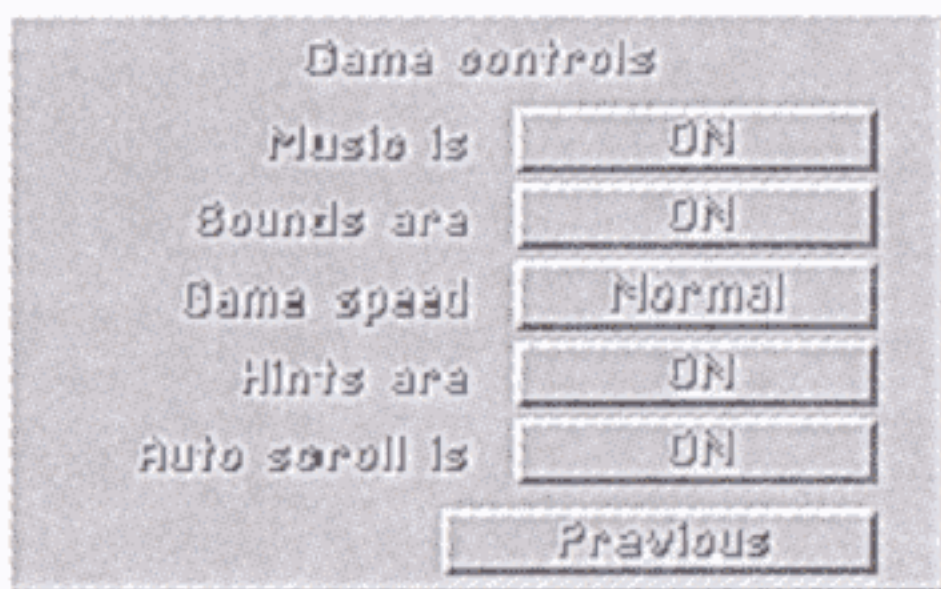 Game controls
Music is ON
Sounds are ON
Game speed Normal
Hints are ON
Auto scroll is ON
Previous